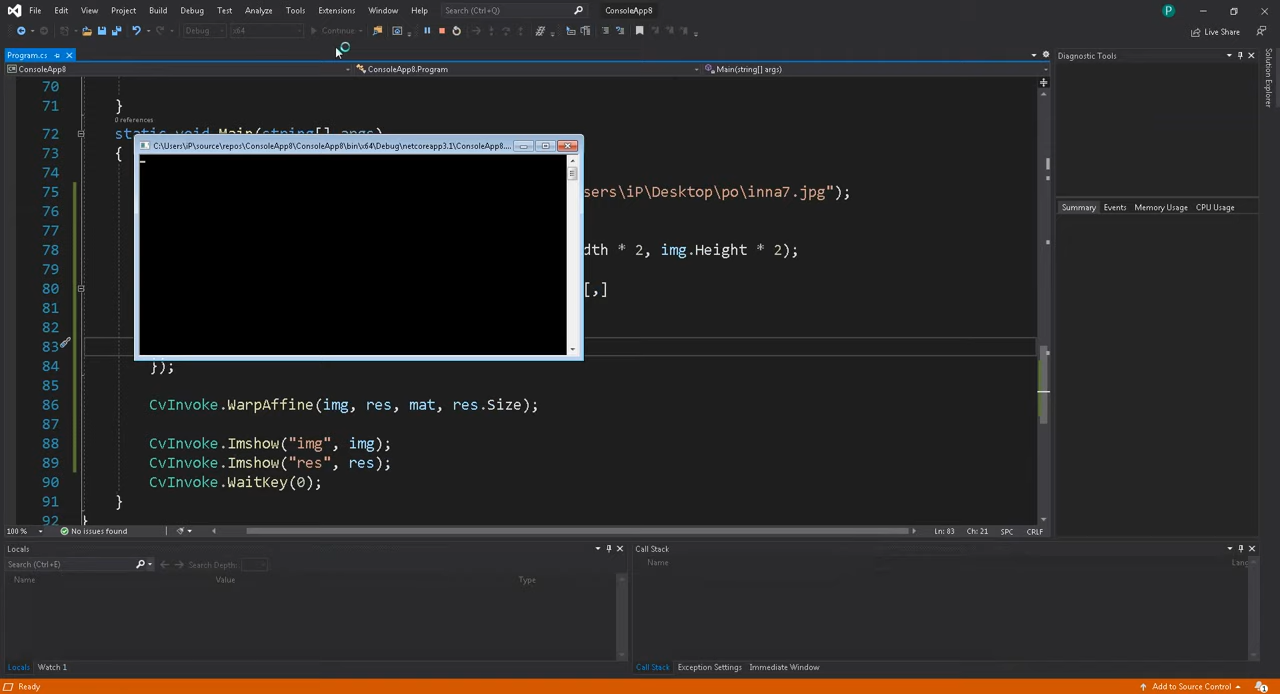 File Edit View Project Build Debug Test Analyze Tools Extensions Window Help Search (Ctrl+Q) ConsoleApp8 P
Debug x64 Continue Live Share
Program.cs
ConsoleApp8 ConsoleApp8.Program Main(string[] args)
Diagnostic Tools
Solution Explorer
70
71 }
0 references
72 static void Main(string[] args)
C:\Users\iP\source\repos\ConsoleApp8\ConsoleApp8\bin\x64\Debug\netcoreapp3.1\ConsoleApp8....
73 {
74
75 sers\iP\Desktop\po\inna7.jpg");
76
77
78 dth * 2, img.Height * 2);
79
80 [,]
81
82
83
84 });
85
86 CvInvoke.WarpAffine(img, res, mat, res.Size);
87
88 CvInvoke.Imshow("img", img);
89 CvInvoke.Imshow("res", res);
90 CvInvoke.WaitKey(0);
91 }
92 }
Summary Events Memory Usage CPU Usage
100 % No issues found Ln: 83 Ch: 21 SPC CRLF
Locals
Search (Ctrl+E) Search Depth:
Name Value Type
Locals Watch 1
Call Stack
Name Lang
Call Stack Exception Settings Immediate Window
Ready Add to Source Control 1